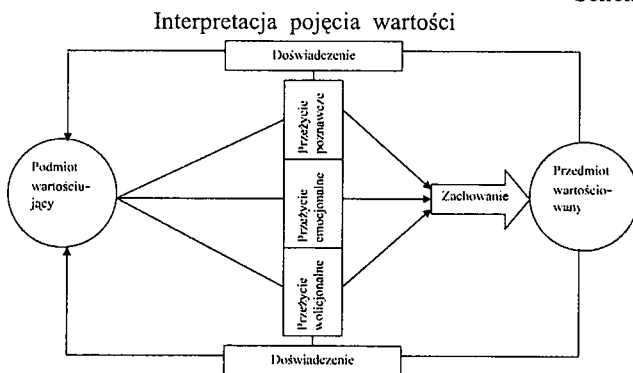 Interpretacja pojęcia wartości
Doświadczenie
Podmiot
wartościu-
jący
Przeżycie
poznawcze
Przeżycie
emocjonalne
Przeżycie
wolicjonalne
Zachowanie
Przedmiot
wartościo-
wany
Doświadczenie